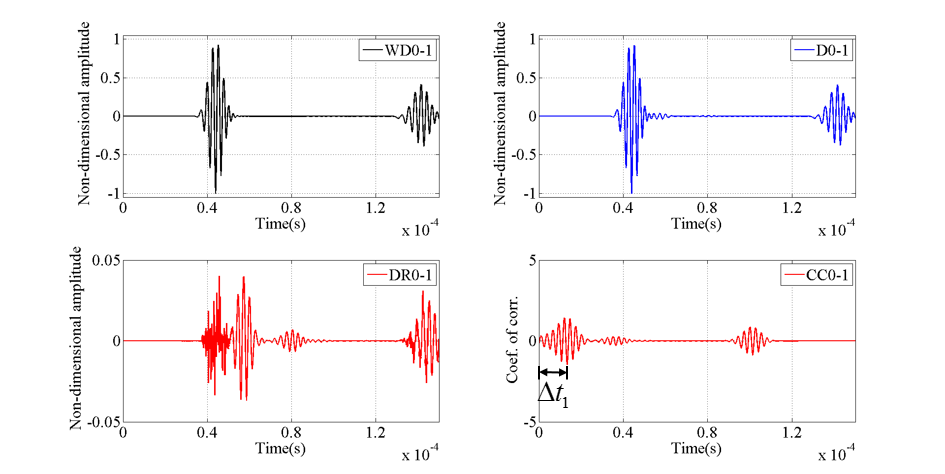 Non-dimensional amplitude
1
0.5
0
-0.5
-1
WD0-1
0
0.4
0.8
1.2
Time(s)
x 10-4
Non-dimensional amplitude
1
0.5
0
-0.5
-1
D0-1
0
0.4
0.8
1.2
Time(s)
x 10-4
Non-dimensional amplitude
0.05
0
-0.05
DR0-1
0
0.4
0.8
1.2
Time(s)
x 10-4
Coef. of corr.
5
0
-5
CC0-1
Δt1
0
0.4
0.8
1.2
Time(s)
x 10-4